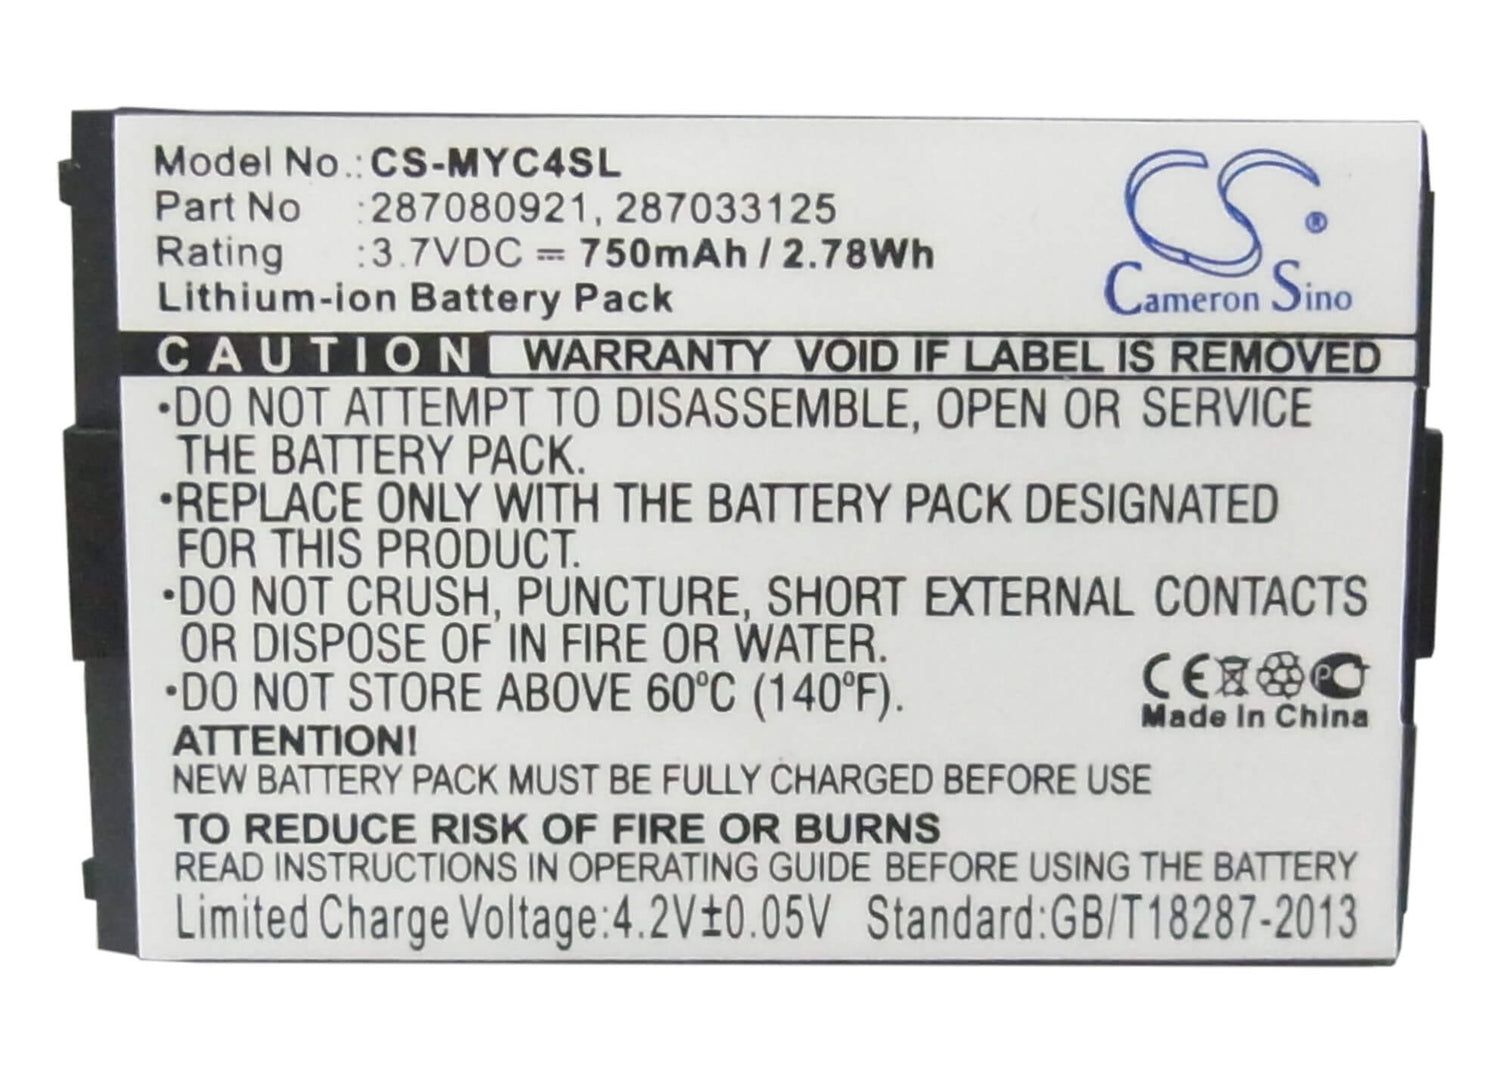 Model No.: CS-MYC4SL
Part No :287080921, 287033125
Rating :3.7VDC ⎓ 750mAh / 2.78Wh
Lithium-ion Battery Pack
CS ®
Cameron Sino
CAUTION WARRANTY VOID IF LABEL IS REMOVED
•DO NOT ATTEMPT TO DISASSEMBLE, OPEN OR SERVICE
THE BATTERY PACK.
•REPLACE ONLY WITH THE BATTERY PACK DESIGNATED
FOR THIS PRODUCT.
•DO NOT CRUSH, PUNCTURE, SHORT EXTERNAL CONTACTS
OR DISPOSE OF IN FIRE OR WATER.
•DO NOT STORE ABOVE 60°C (140°F).
CE PC
Made In China
ATTENTION!
NEW BATTERY PACK MUST BE FULLY CHARGED BEFORE USE
TO REDUCE RISK OF FIRE OR BURNS
READ INSTRUCTIONS IN OPERATING GUIDE BEFORE USING THE BATTERY
Limited Charge Voltage:4.2V±0.05V Standard:GB/T18287-2013